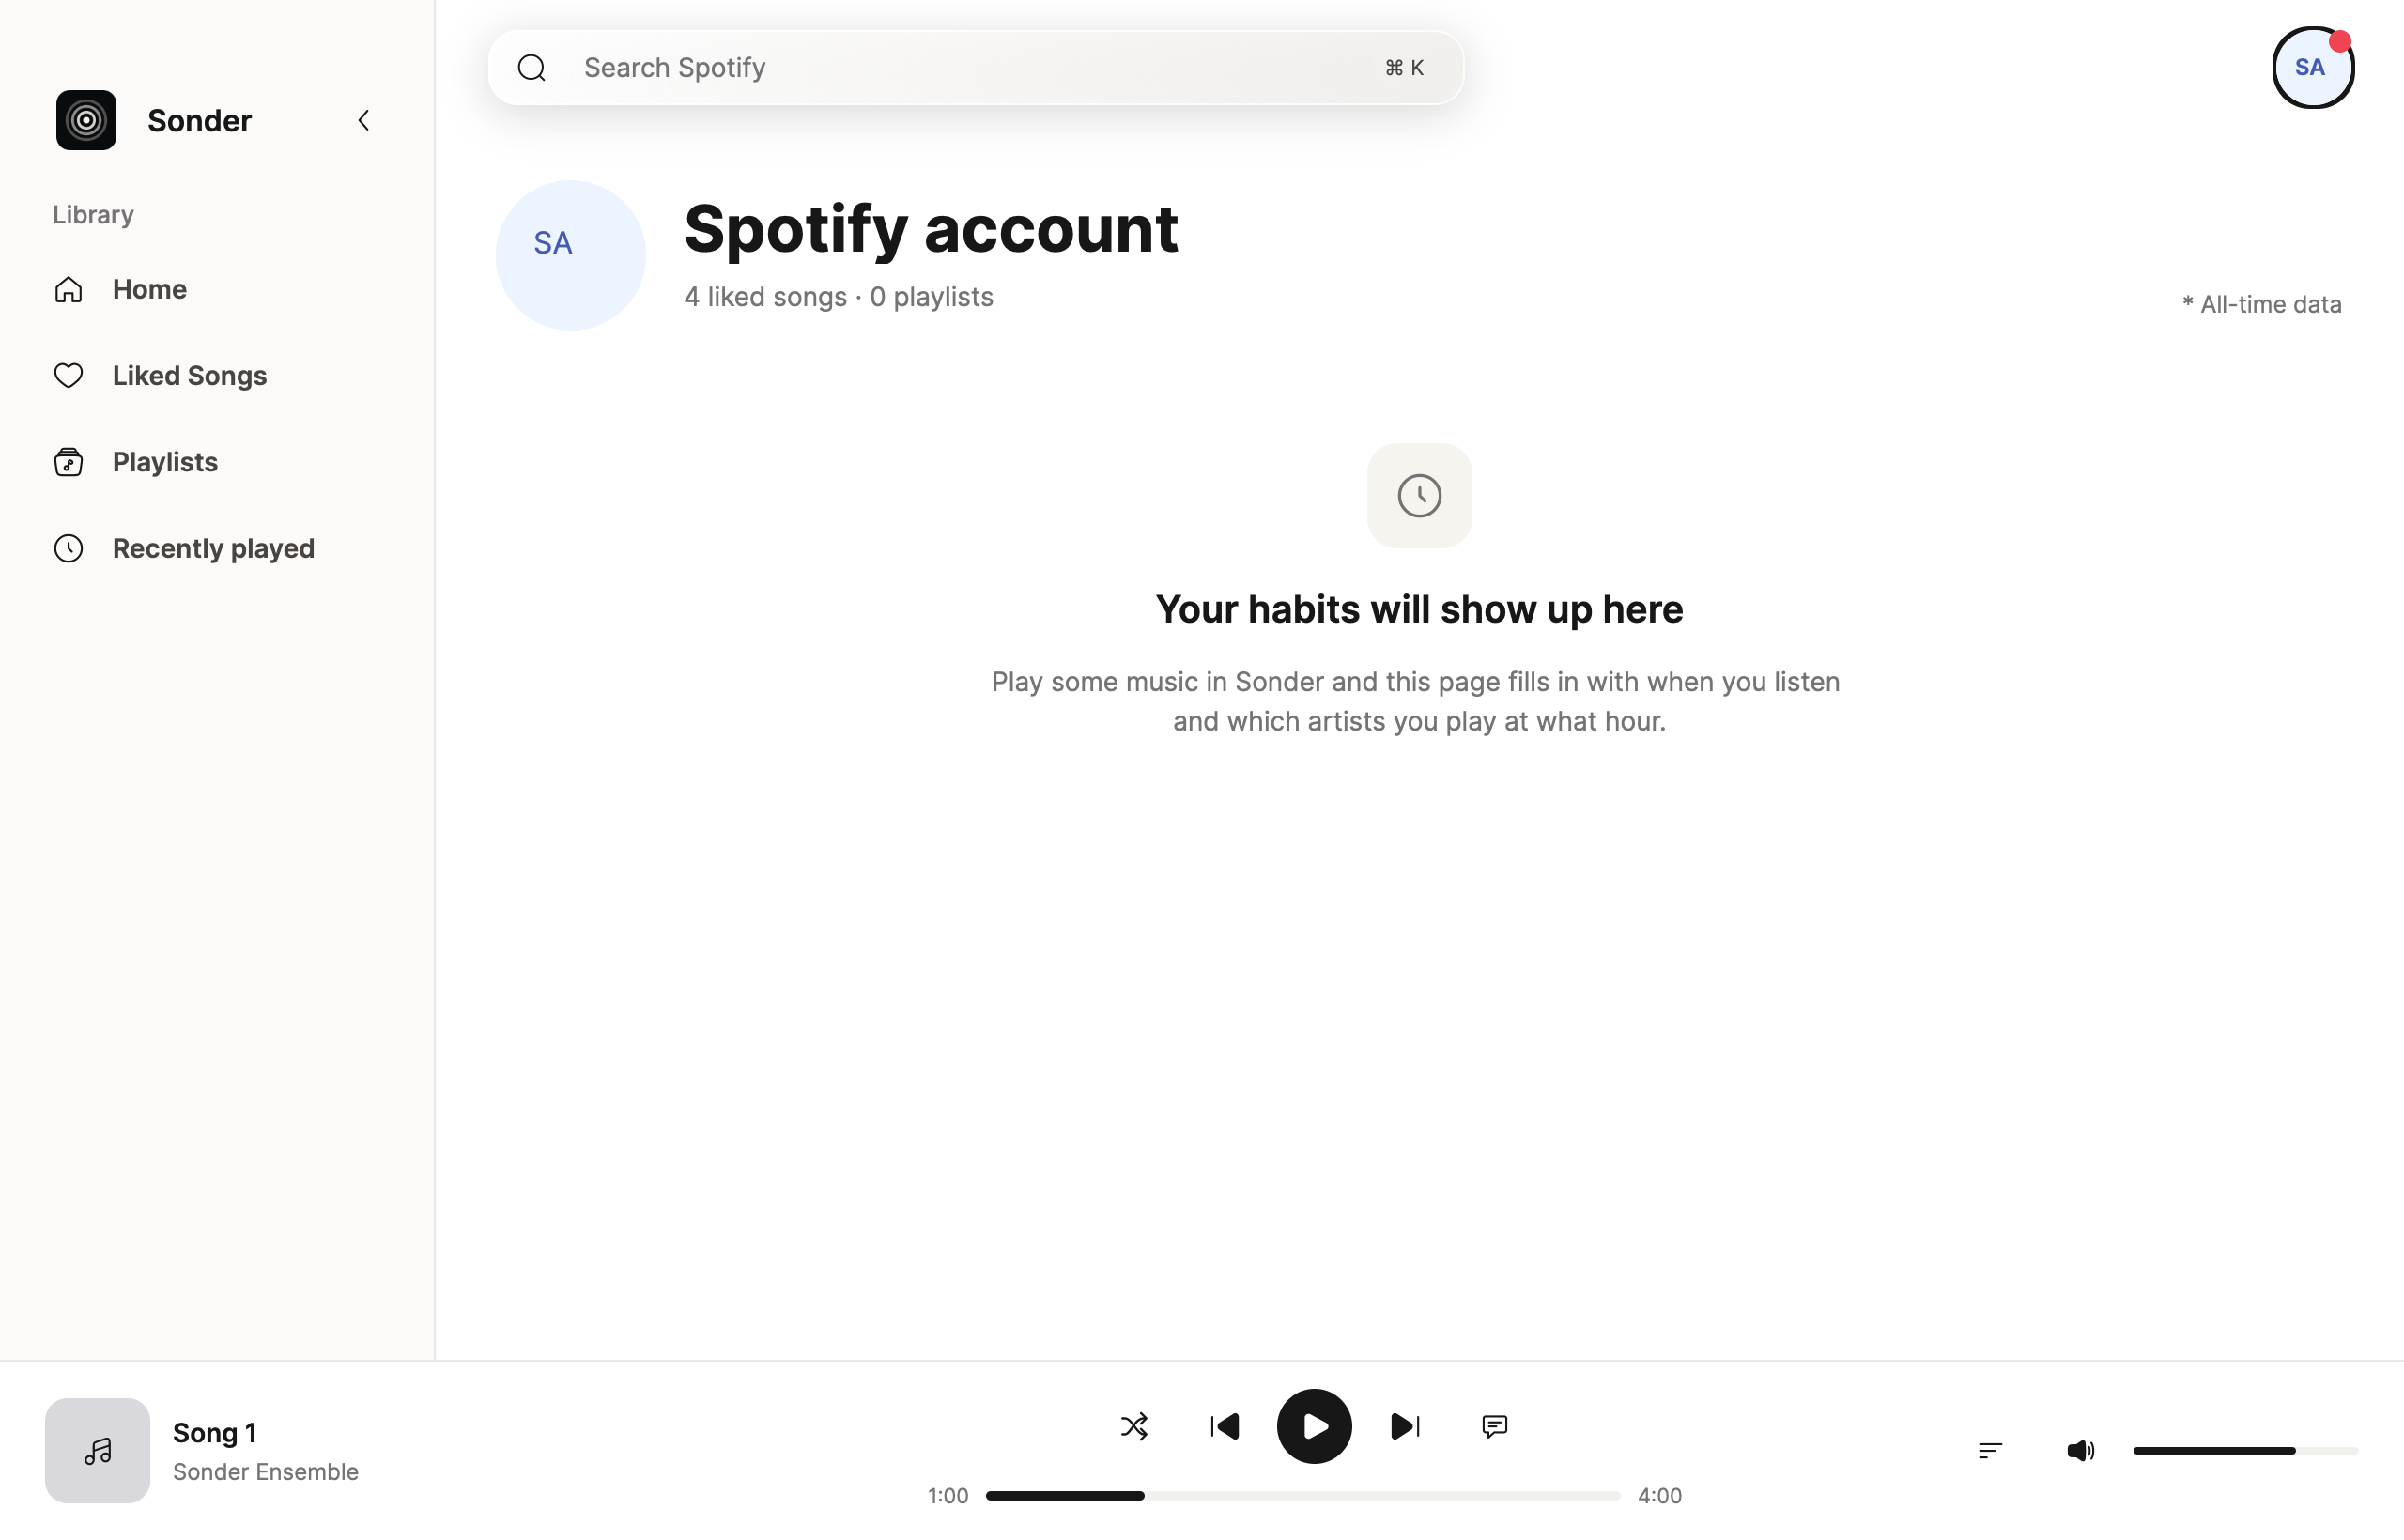 Search Spotify
⌘ K
SA
Sonder
Library
Home
Liked Songs
Playlists
Recently played
SA
Spotify account
4 liked songs · 0 playlists
* All-time data
Your habits will show up here
Play some music in Sonder and this page fills in with when you listen
and which artists you play at what hour.
Song 1
Sonder Ensemble
1:00
4:00